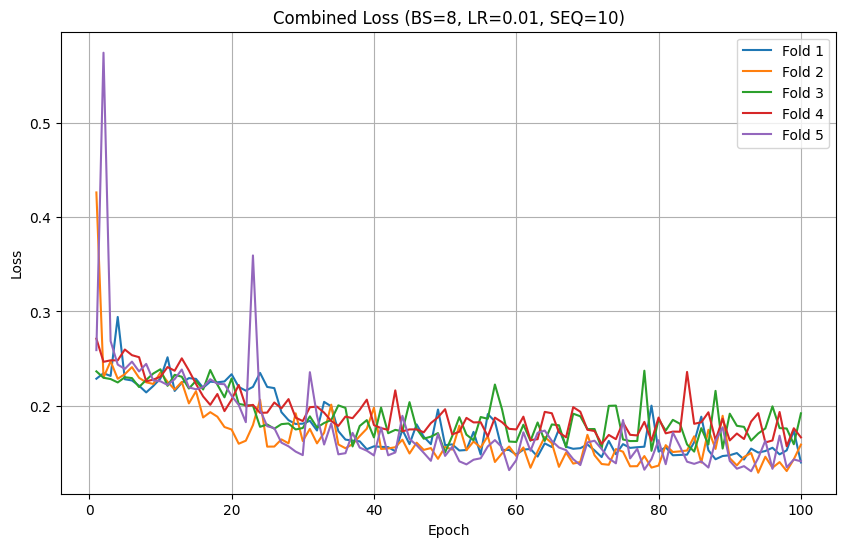 Combined Loss (BS=8, LR=0.01, SEQ=10)
Fold 1
Fold 2
Fold 3
Fold 4
Fold 5
Loss
0.5
0.4
0.3
0.2
0
20
40
60
80
100
Epoch